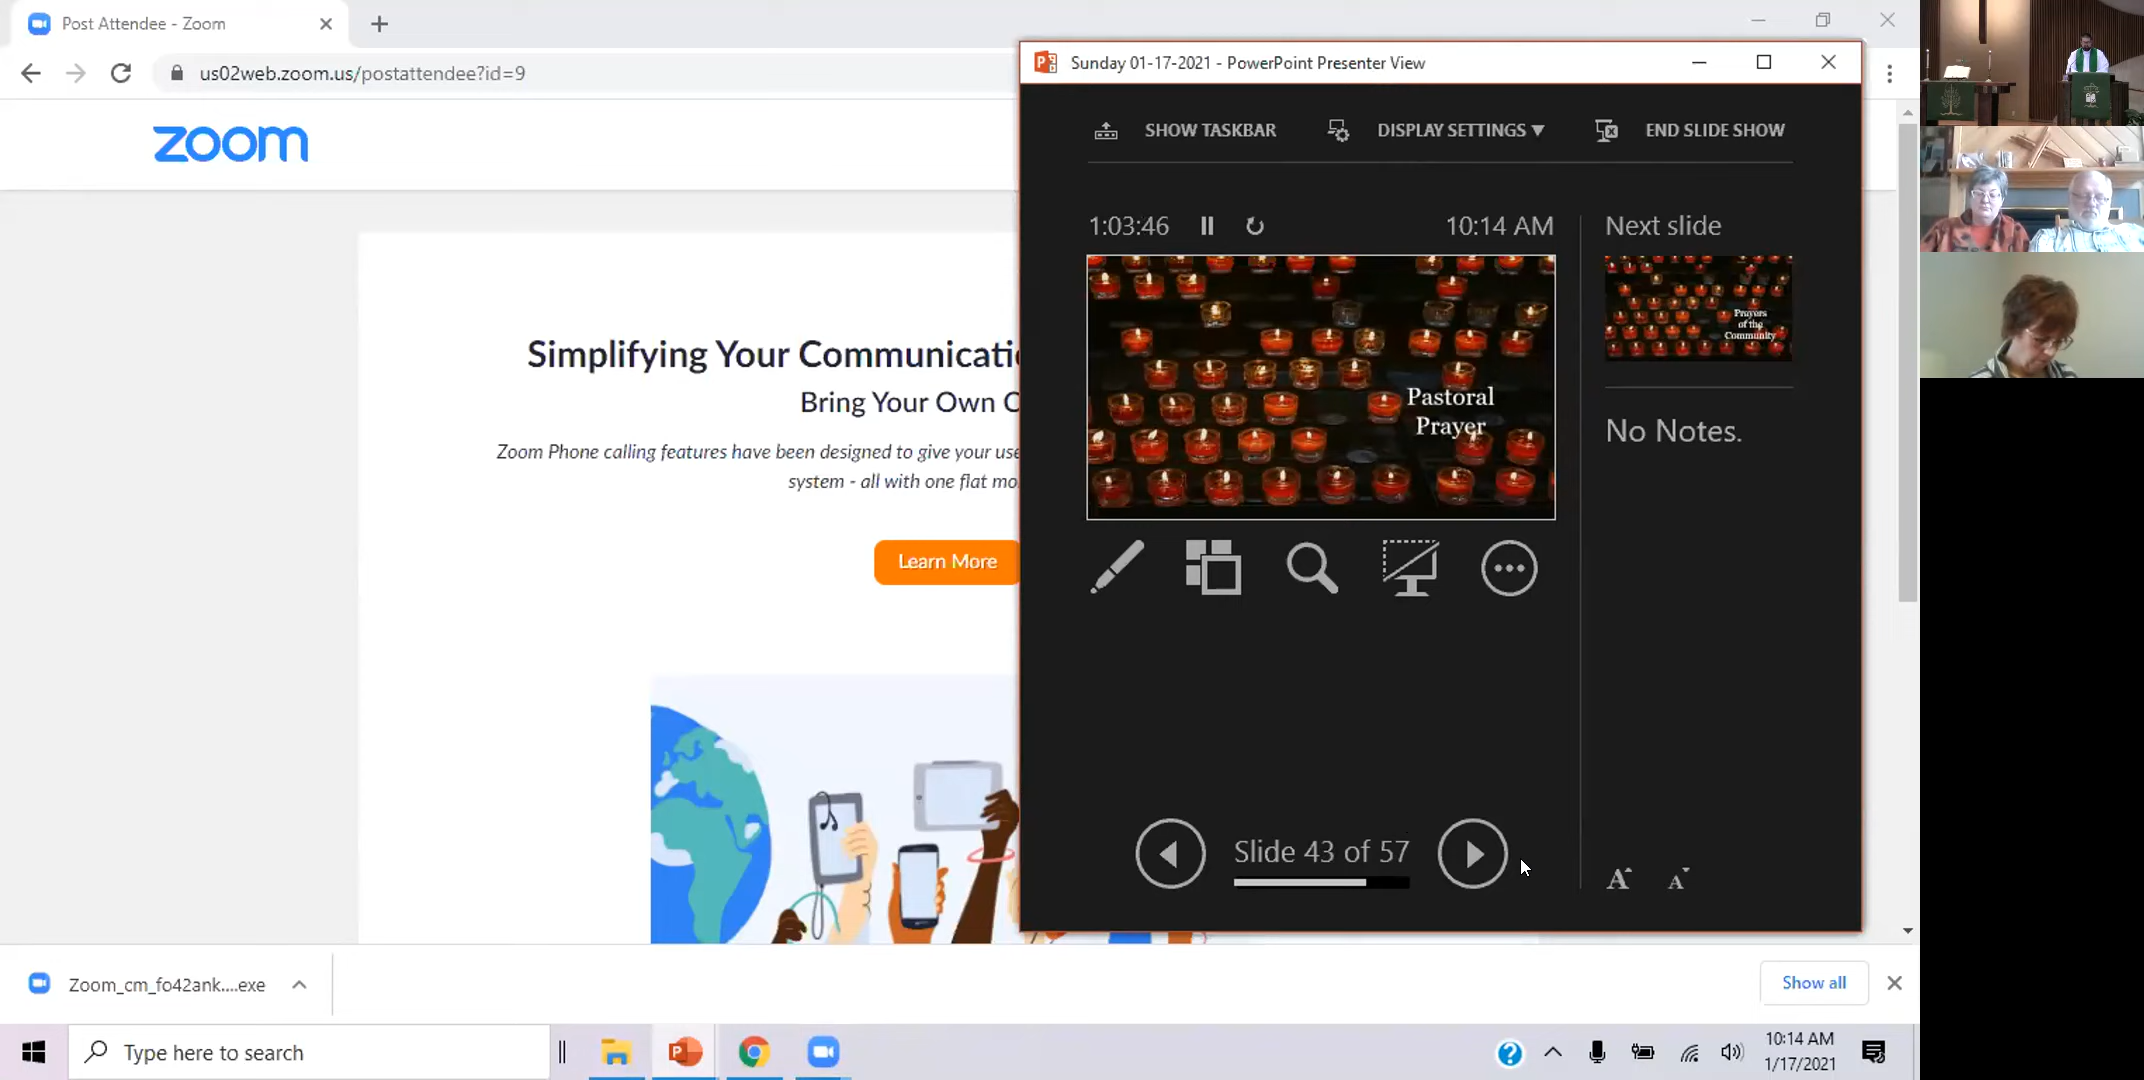 Post Attendee - Zoom
us02web.zoom.us/postattendee?id=9
zoom
Simplifying Your Communicati
Bring Your Own C
Zoom Phone calling features have been designed to give your use
system - all with one flat mo
Learn More
Sunday 01-17-2021 - PowerPoint Presenter View
SHOW TASKBAR
DISPLAY SETTINGS ▼
END SLIDE SHOW
1:03:46
10:14 AM
Pastoral
Prayer
Next slide
Prayers
of the
Community
No Notes.
Slide 43 of 57
A
A
Zoom_cm_fo42ank....exe
Show all
Type here to search
10:14 AM
1/17/2021